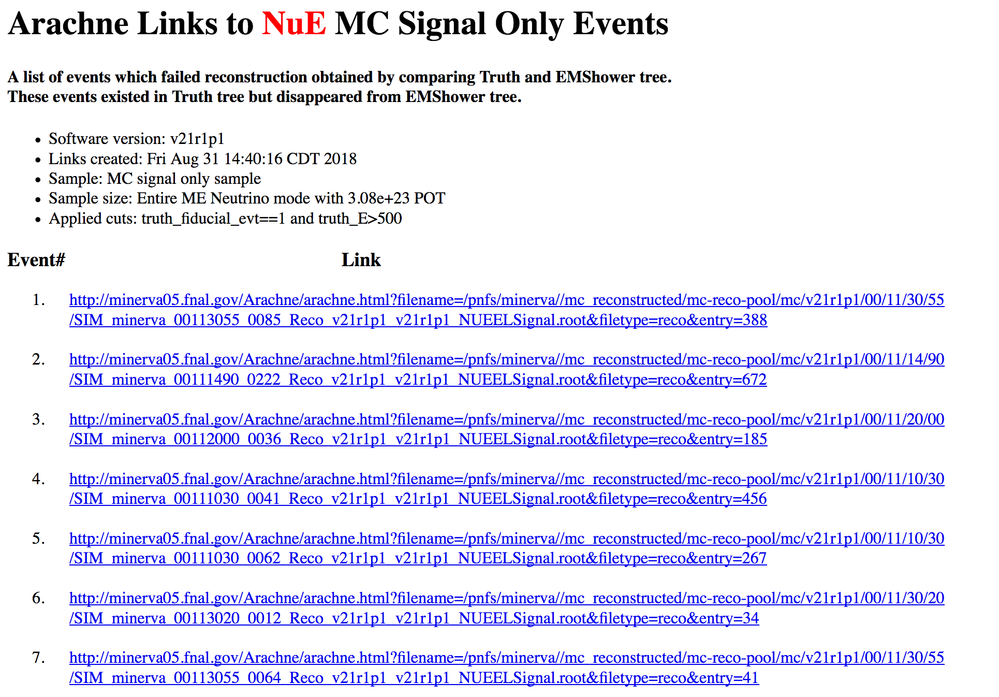 Arachne Links to NuE MC Signal Only Events
A list of events which failed reconstruction obtained by comparing Truth and EMShower tree.
These events existed in Truth tree but disappeared from EMShower tree.
• Software version: v21r1p1
• Links created: Fri Aug 31 14:40:16 CDT 2018
• Sample: MC signal only sample
• Sample size: Entire ME Neutrino mode with 3.08e+23 POT
• Applied cuts: truth_fiducial_evt==1 and truth_E>500
Event# Link
1. http://minerva05.fnal.gov/Arachne/arachne.html?filename=/pnfs/minerva//mc_reconstructed/mc-reco-pool/mc/v21r1p1/00/11/30/55
/SIM_minerva_00113055_0085_Reco_v21r1p1_v21r1p1_NUEELSignal.root&filetype=reco&entry=388
2. http://minerva05.fnal.gov/Arachne/arachne.html?filename=/pnfs/minerva//mc_reconstructed/mc-reco-pool/mc/v21r1p1/00/11/14/90
/SIM_minerva_00111490_0222_Reco_v21r1p1_v21r1p1_NUEELSignal.root&filetype=reco&entry=672
3. http://minerva05.fnal.gov/Arachne/arachne.html?filename=/pnfs/minerva//mc_reconstructed/mc-reco-pool/mc/v21r1p1/00/11/20/00
/SIM_minerva_00112000_0036_Reco_v21r1p1_v21r1p1_NUEELSignal.root&filetype=reco&entry=185
4. http://minerva05.fnal.gov/Arachne/arachne.html?filename=/pnfs/minerva//mc_reconstructed/mc-reco-pool/mc/v21r1p1/00/11/10/30
/SIM_minerva_00111030_0041_Reco_v21r1p1_v21r1p1_NUEELSignal.root&filetype=reco&entry=456
5. http://minerva05.fnal.gov/Arachne/arachne.html?filename=/pnfs/minerva//mc_reconstructed/mc-reco-pool/mc/v21r1p1/00/11/10/30
/SIM_minerva_00111030_0062_Reco_v21r1p1_v21r1p1_NUEELSignal.root&filetype=reco&entry=267
6. http://minerva05.fnal.gov/Arachne/arachne.html?filename=/pnfs/minerva//mc_reconstructed/mc-reco-pool/mc/v21r1p1/00/11/30/20
/SIM_minerva_00113020_0012_Reco_v21r1p1_v21r1p1_NUEELSignal.root&filetype=reco&entry=34
7. http://minerva05.fnal.gov/Arachne/arachne.html?filename=/pnfs/minerva//mc_reconstructed/mc-reco-pool/mc/v21r1p1/00/11/30/55
/SIM_minerva_00113055_0064_Reco_v21r1p1_v21r1p1_NUEELSignal.root&filetype=reco&entry=41